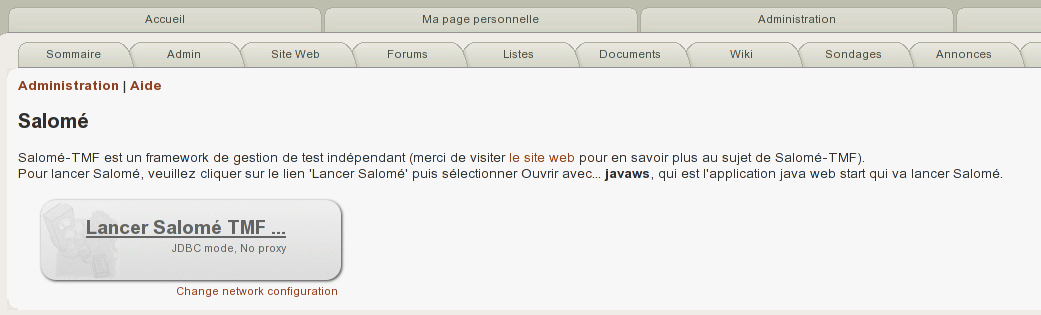 Accueil Ma page personnelle Administration
Sommaire Admin Site Web Forums Listes Documents Wiki Sondages Annonces
Administration | Aide
Salomé
Salomé-TMF est un framework de gestion de test indépendant (merci de visiter le site web pour en savoir plus au sujet de Salomé-TMF).
Pour lancer Salomé, veuillez cliquer sur le lien 'Lancer Salomé' puis sélectionner Ouvrir avec... javaws, qui est l'application java web start qui va lancer Salomé.
Lancer Salomé TMF ...
JDBC mode, No proxy
Change network configuration